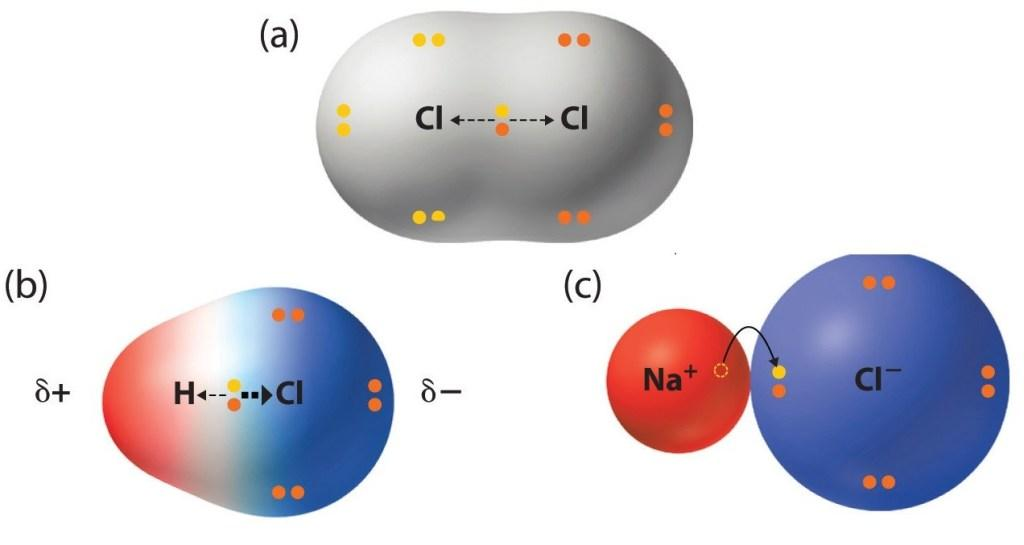 (a)
Cl Cl
(b)
δ+ H Cl δ−
(c)
Na⁺ Cl⁻